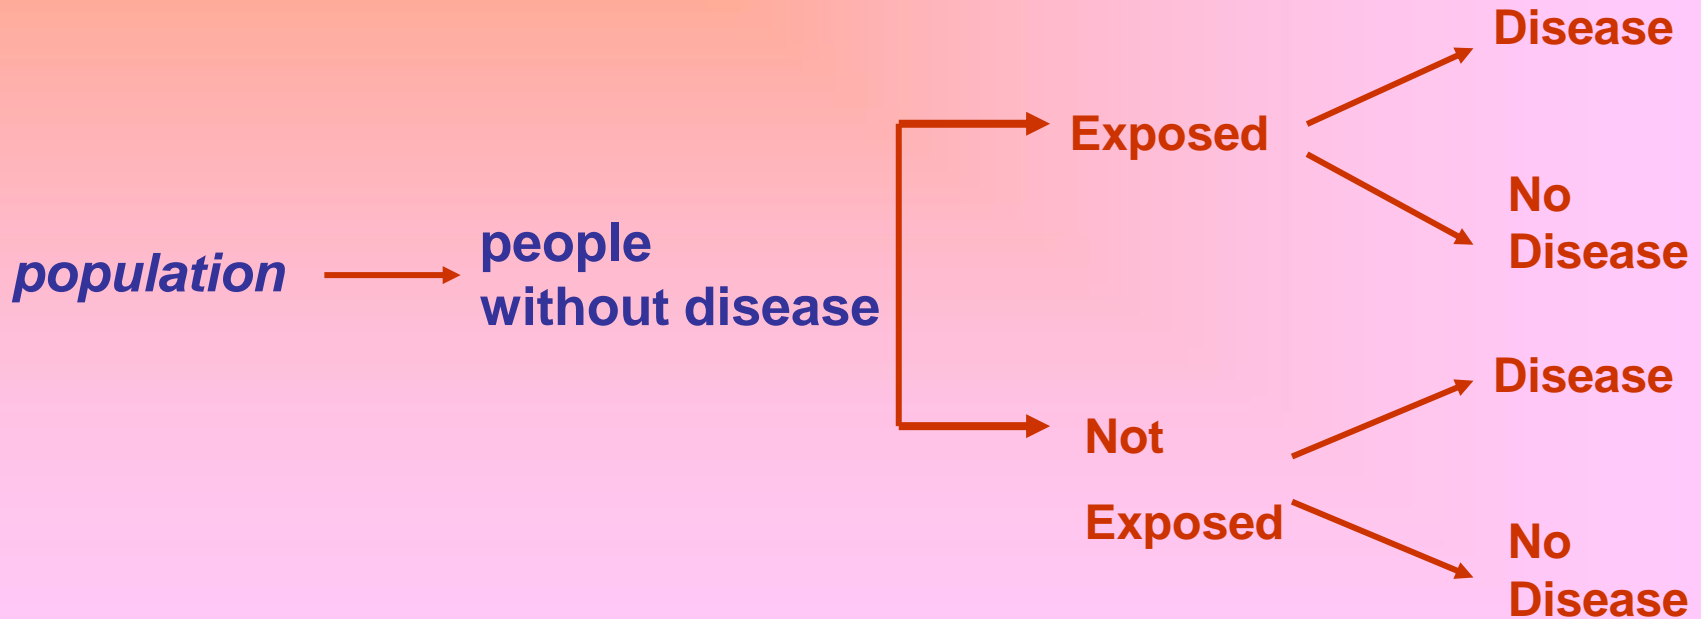 population
people
without disease
Exposed
Not
Exposed
Disease
No
Disease
Disease
No
Disease